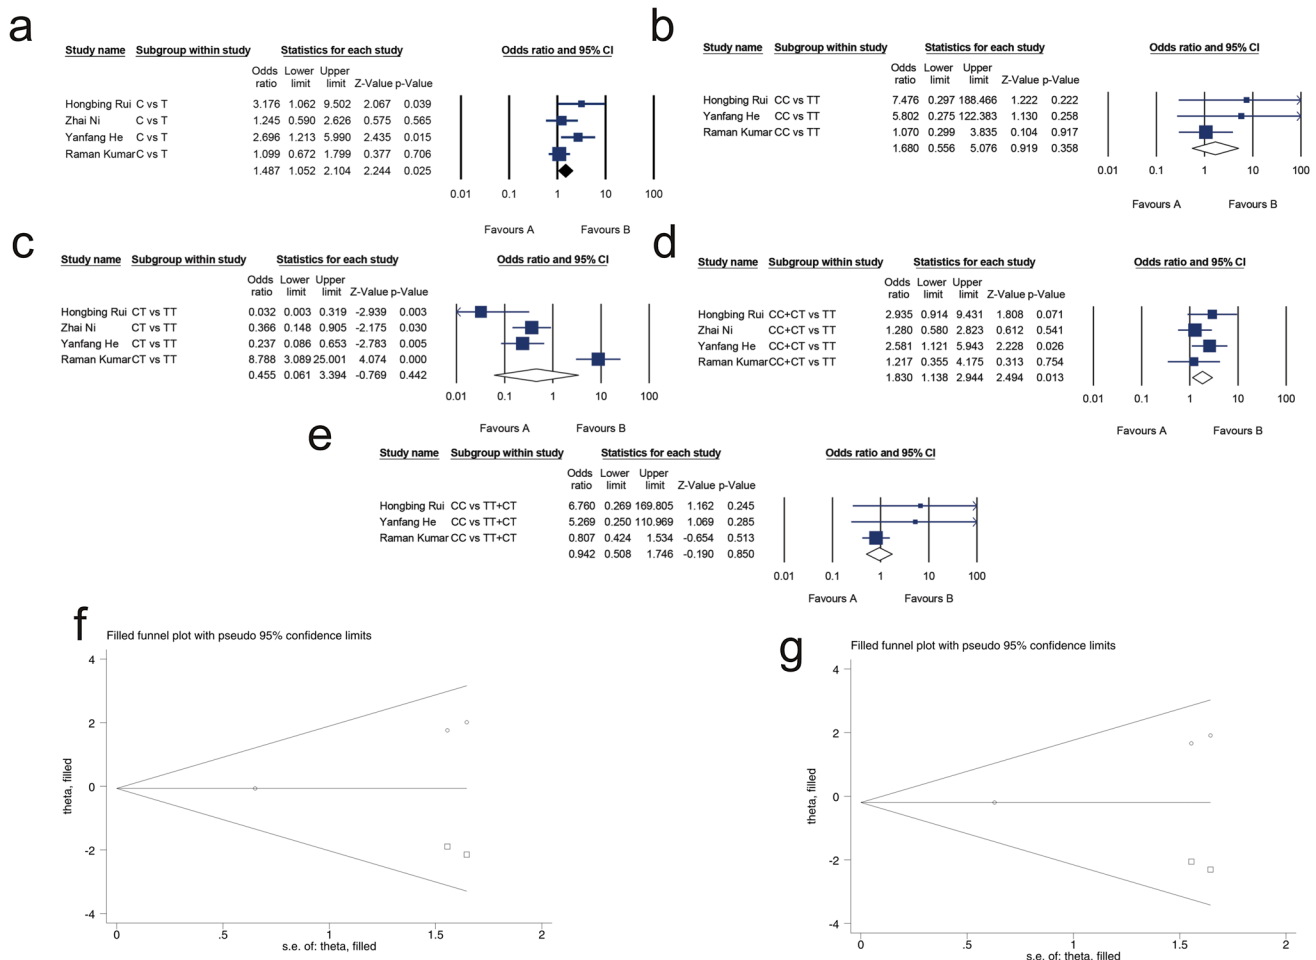 a
Study name Subgroup within study Statistics for each study Odds ratio and 95% CI
Odds Lower Upper
ratio limit limit Z-Value p-Value
Hongbing Rui C vs T 3.176 1.062 9.502 2.067 0.039
Zhai Ni C vs T 1.245 0.590 2.626 0.575 0.565
Yanfang He C vs T 2.696 1.213 5.990 2.435 0.015
Raman Kumar C vs T 1.099 0.672 1.799 0.377 0.706
1.487 1.052 2.104 2.244 0.025
0.01 0.1 1 10 100
Favours A Favours B
b
Study name Subgroup within study Statistics for each study Odds ratio and 95% CI
Odds Lower Upper
ratio limit limit Z-Value p-Value
Hongbing Rui CC vs TT 7.476 0.297 188.466 1.222 0.222
Yanfang He CC vs TT 5.802 0.275 122.383 1.130 0.258
Raman Kumar CC vs TT 1.070 0.299 3.835 0.104 0.917
1.680 0.556 5.076 0.919 0.358
0.01 0.1 1 10 100
Favours A Favours B
c
Study name Subgroup within study Statistics for each study Odds ratio and 95% CI
Odds Lower Upper
ratio limit limit Z-Value p-Value
Hongbing Rui CT vs TT 0.032 0.003 0.319 -2.939 0.003
Zhai Ni CT vs TT 0.366 0.148 0.905 -2.175 0.030
Yanfang He CT vs TT 0.237 0.086 0.653 -2.783 0.005
Raman Kumar CT vs TT 8.788 3.089 25.001 4.074 0.000
0.455 0.061 3.394 -0.769 0.442
0.01 0.1 1 10 100
Favours A Favours B
d
Study name Subgroup within study Statistics for each study Odds ratio and 95% CI
Odds Lower Upper
ratio limit limit Z-Value p-Value
Hongbing Rui CC+CT vs TT 2.935 0.914 9.431 1.808 0.071
Zhai Ni CC+CT vs TT 1.280 0.580 2.823 0.612 0.541
Yanfang He CC+CT vs TT 2.581 1.121 5.943 2.228 0.026
Raman Kumar CC+CT vs TT 1.217 0.355 4.175 0.313 0.754
1.830 1.138 2.944 2.494 0.013
0.01 0.1 1 10 100
Favours A Favours B
e
Study name Subgroup within study Statistics for each study Odds ratio and 95% CI
Odds Lower Upper
ratio limit limit Z-Value p-Value
Hongbing Rui CC vs TT+CT 6.760 0.269 169.805 1.162 0.245
Yanfang He CC vs TT+CT 5.269 0.250 110.969 1.069 0.285
Raman Kumar CC vs TT+CT 0.807 0.424 1.534 -0.654 0.513
0.942 0.508 1.746 -0.190 0.850
0.01 0.1 1 10 100
Favours A Favours B
f
Filled funnel plot with pseudo 95% confidence limits
4
2
0
-2
-4
theta, filled
0 .5 1 1.5 2
s.e. of: theta, filled
g
Filled funnel plot with pseudo 95% confidence limits
4
2
0
-2
-4
theta, filled
0 .5 1 1.5 2
s.e. of: theta, filled